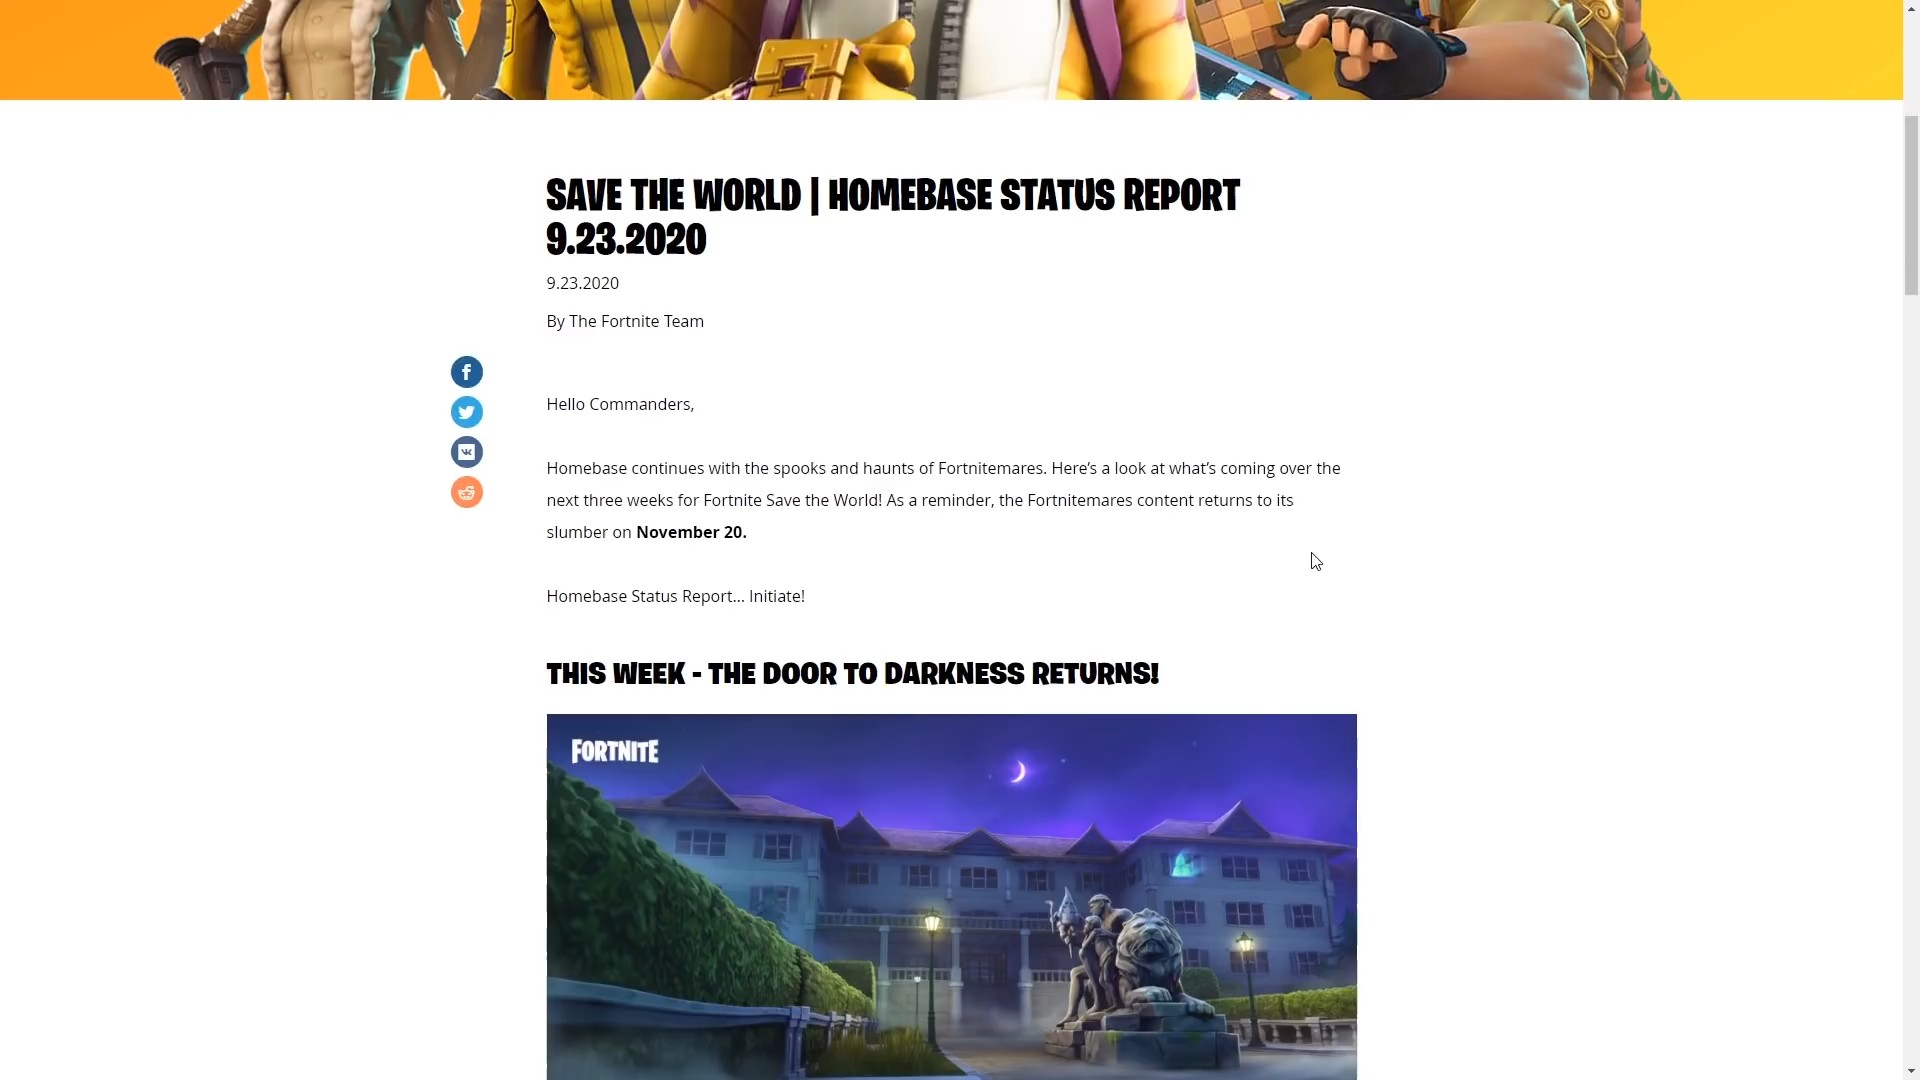 SAVE THE WORLD | HOMEBASE STATUS REPORT
9.23.2020
9.23.2020
By The Fortnite Team
Hello Commanders,
Homebase continues with the spooks and haunts of Fortnitemares. Here’s a look at what’s coming over the
next three weeks for Fortnite Save the World! As a reminder, the Fortnitemares content returns to its
slumber on November 20.
Homebase Status Report... Initiate!
THIS WEEK - THE DOOR TO DARKNESS RETURNS!
FORTNITE